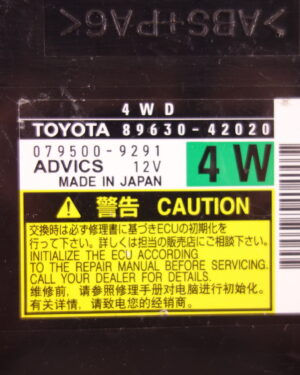 >ABS+PA6<
4WD
TOYOTA 89630-42020
079500-9291
ADVICS 12V
MADE IN JAPAN
4W
警告 CAUTION
交換時は必ず修理書に基づきECUの初期化を
行って下さい。詳しくは担当の販売店にご相談下さい。
INITIALIZE THE ECU ACCORDING
TO THE REPAIR MANUAL BEFORE SERVICING.
CALL YOUR DEALER FOR DETAILS.
维修前，请参照修理手册对电脑进行初始化。
有关详情，请致电您的经销商。